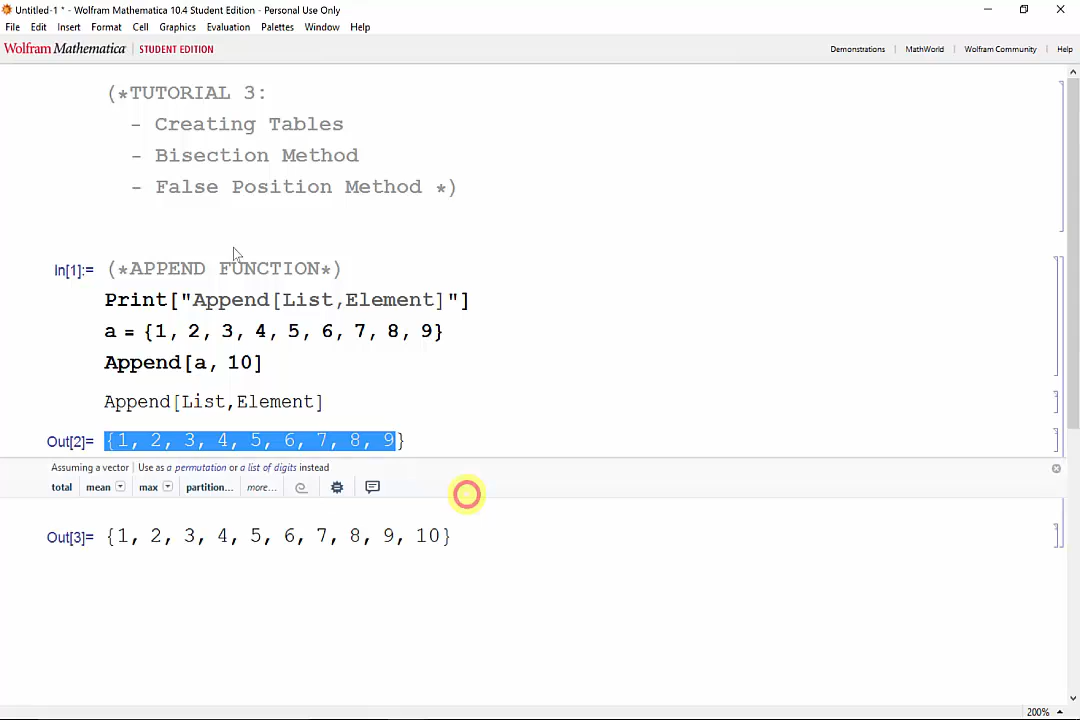 Untitled-1 * - Wolfram Mathematica 10.4 Student Edition - Personal Use Only
File Edit Insert Format Cell Graphics Evaluation Palettes Window Help
Wolfram Mathematica | STUDENT EDITION Demonstrations | MathWorld | Wolfram Community | Help
(*TUTORIAL 3:
- Creating Tables
- Bisection Method
- False Position Method *)
In[1]:= (*APPEND FUNCTION*)
Print["Append[List,Element]"]
a = {1, 2, 3, 4, 5, 6, 7, 8, 9}
Append[a, 10]
Append[List,Element]
Out[2]= {1, 2, 3, 4, 5, 6, 7, 8, 9}
Assuming a vector | Use as a permutation or a list of digits instead
total mean max partition... more...
Out[3]= {1, 2, 3, 4, 5, 6, 7, 8, 9, 10}
200%